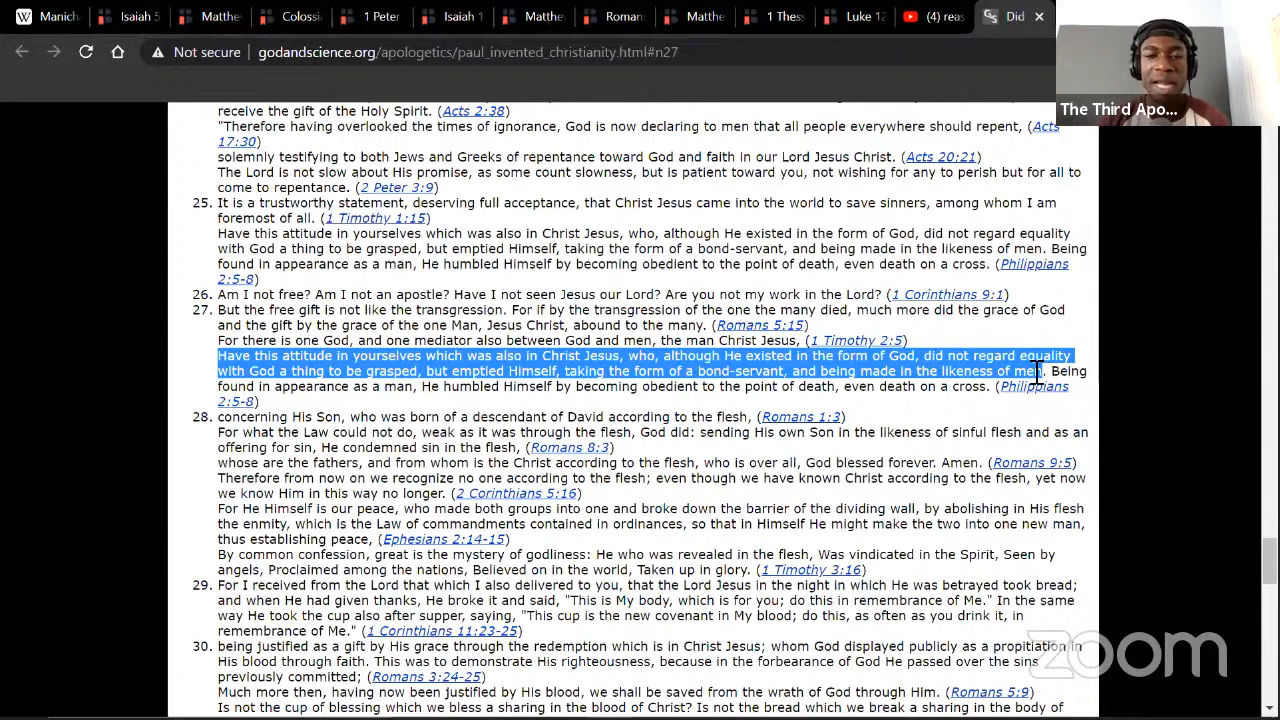 Manich
Isaiah 5
Matthe
Colossi
1 Peter
Isaiah 1
Matthe
Roman
Matthe
1 Thess
Luke 12
(4) reas
Did
Not secure
godandscience.org/apologetics/paul_invented_christianity.html#n27
The Third Apo...
receive the gift of the Holy Spirit. (Acts 2:38)
"Therefore having overlooked the times of ignorance, God is now declaring to men that all people everywhere should repent, (Acts
17:30)
solemnly testifying to both Jews and Greeks of repentance toward God and faith in our Lord Jesus Christ. (Acts 20:21)
The Lord is not slow about His promise, as some count slowness, but is patient toward you, not wishing for any to perish but for all to
come to repentance. (2 Peter 3:9)
25. It is a trustworthy statement, deserving full acceptance, that Christ Jesus came into the world to save sinners, among whom I am
foremost of all. (1 Timothy 1:15)
Have this attitude in yourselves which was also in Christ Jesus, who, although He existed in the form of God, did not regard equality
with God a thing to be grasped, but emptied Himself, taking the form of a bond-servant, and being made in the likeness of men. Being
found in appearance as a man, He humbled Himself by becoming obedient to the point of death, even death on a cross. (Philippians
2:5-8)
26. Am I not free? Am I not an apostle? Have I not seen Jesus our Lord? Are you not my work in the Lord? (1 Corinthians 9:1)
27. But the free gift is not like the transgression. For if by the transgression of the one the many died, much more did the grace of God
and the gift by the grace of the one Man, Jesus Christ, abound to the many. (Romans 5:15)
For there is one God, and one mediator also between God and men, the man Christ Jesus, (1 Timothy 2:5)
Have this attitude in yourselves which was also in Christ Jesus, who, although He existed in the form of God, did not regard equality
with God a thing to be grasped, but emptied Himself, taking the form of a bond-servant, and being made in the likeness of men. Being
found in appearance as a man, He humbled Himself by becoming obedient to the point of death, even death on a cross. (Philippians
2:5-8)
28. concerning His Son, who was born of a descendant of David according to the flesh, (Romans 1:3)
For what the Law could not do, weak as it was through the flesh, God did: sending His own Son in the likeness of sinful flesh and as an
offering for sin, He condemned sin in the flesh, (Romans 8:3)
whose are the fathers, and from whom is the Christ according to the flesh, who is over all, God blessed forever. Amen. (Romans 9:5)
Therefore from now on we recognize no one according to the flesh; even though we have known Christ according to the flesh, yet now
we know Him in this way no longer. (2 Corinthians 5:16)
For He Himself is our peace, who made both groups into one and broke down the barrier of the dividing wall, by abolishing in His flesh
the enmity, which is the Law of commandments contained in ordinances, so that in Himself He might make the two into one new man,
thus establishing peace, (Ephesians 2:14-15)
By common confession, great is the mystery of godliness: He who was revealed in the flesh, Was vindicated in the Spirit, Seen by
angels, Proclaimed among the nations, Believed on in the world, Taken up in glory. (1 Timothy 3:16)
29. For I received from the Lord that which I also delivered to you, that the Lord Jesus in the night in which He was betrayed took bread;
and when He had given thanks, He broke it and said, "This is My body, which is for you; do this in remembrance of Me." In the same
way He took the cup also after supper, saying, "This cup is the new covenant in My blood; do this, as often as you drink it, in
remembrance of Me." (1 Corinthians 11:23-25)
30. being justified as a gift by His grace through the redemption which is in Christ Jesus; whom God displayed publicly as a propitiation in
His blood through faith. This was to demonstrate His righteousness, because in the forbearance of God He passed over the sins
previously committed; (Romans 3:24-25)
Much more then, having now been justified by His blood, we shall be saved from the wrath of God through Him. (Romans 5:9)
Is not the cup of blessing which we bless a sharing in the blood of Christ? Is not the bread which we break a sharing in the body of
zoom